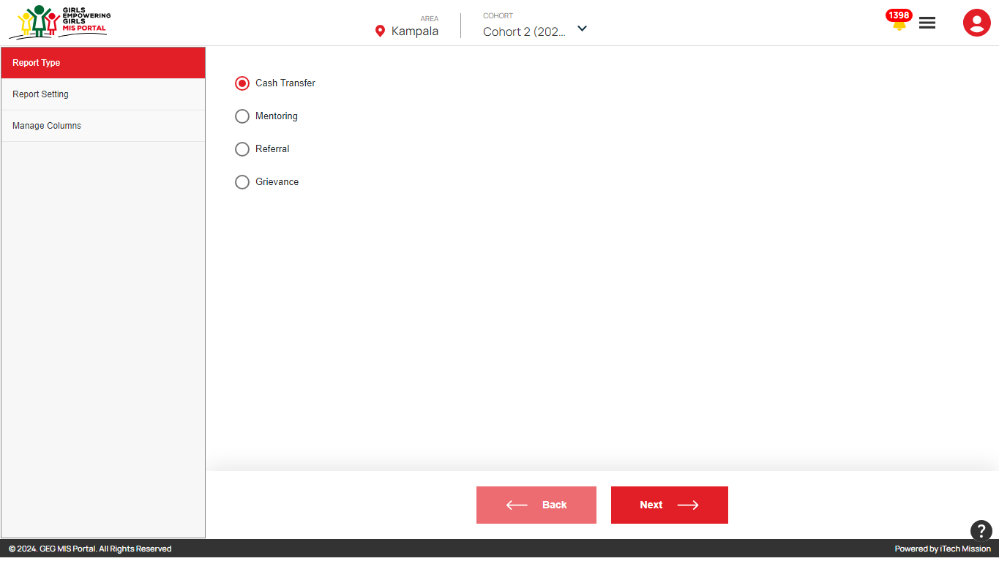 GIRLS
EMPOWERING
GIRLS
MIS PORTAL
AREA
Kampala
COHORT
Cohort 2 (202...
1398
Report Type
Report Setting
Manage Columns
Cash Transfer
Mentoring
Referral
Grievance
Back
Next
?
© 2024. GEG MIS Portal. All Rights Reserved
Powered by iTech Mission